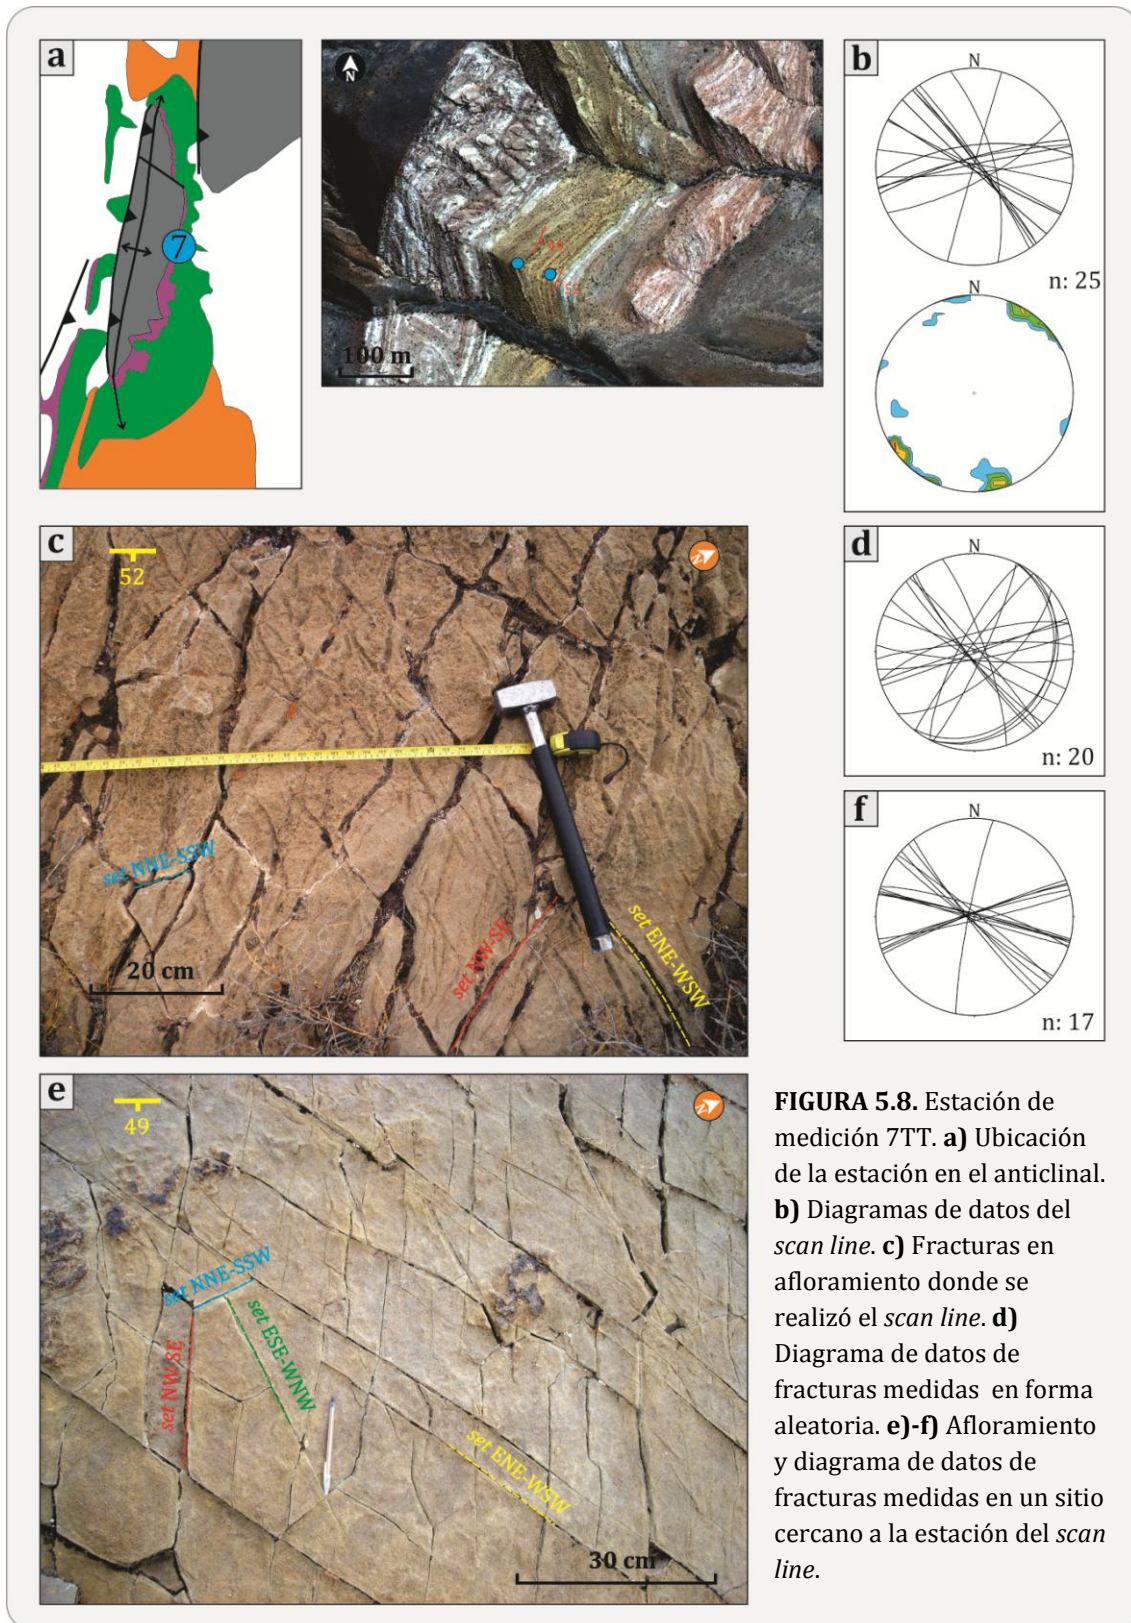 a
7
N
49
52
100 m
b
N
n: 25
N
c
52
N
set NNE-SSW
set NW-SE
set ENE-WSW
20 cm
d
N
n: 20
f
N
n: 17
e
49
N
set NNE-SSW
set NW-SE
set ESE-WNW
set ENE-WSW
30 cm
FIGURA 5.8. Estación de
medición 7TT. a) Ubicación
de la estación en el anticlinal.
b) Diagramas de datos del
scan line. c) Fracturas en
afloramiento donde se
realizó el scan line. d)
Diagrama de datos de
fracturas medidas en forma
aleatoria. e)-f) Afloramiento
y diagrama de datos de
fracturas medidas en un sitio
cercano a la estación del scan
line.